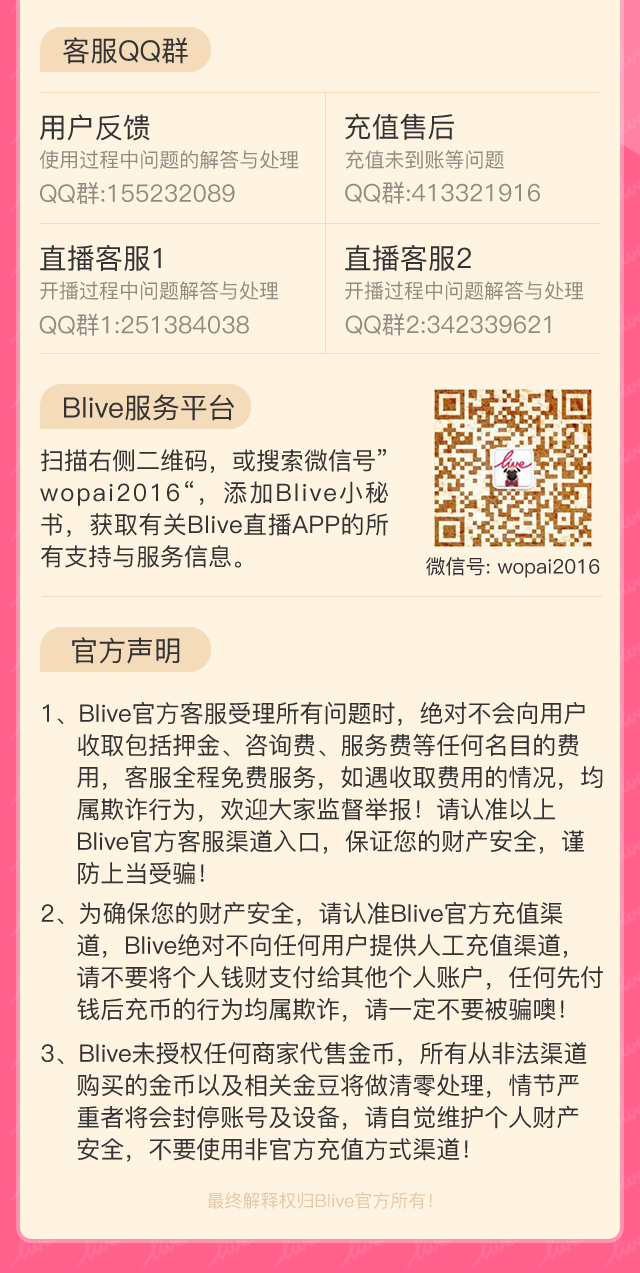 客服QQ群
用户反馈
使用过程中问题的解答与处理
QQ群:155232089
充值售后
充值未到账等问题
QQ群:413321916
直播客服1
开播过程中问题解答与处理
QQ群1:251384038
直播客服2
开播过程中问题解答与处理
QQ群2:342339621
Blive服务平台
扫描右侧二维码，或搜索微信号”
wopai2016“，添加Blive小秘
书，获取有关Blive直播APP的所
有支持与服务信息。
live
微信号: wopai2016
官方声明
1、Blive官方客服受理所有问题时，绝对不会向用户
收取包括押金、咨询费、服务费等任何名目的费
用，客服全程免费服务，如遇收取费用的情况，均
属欺诈行为，欢迎大家监督举报！请认准以上
Blive官方客服渠道入口，保证您的财产安全，谨
防上当受骗！
2、为确保您的财产安全，请认准Blive官方充值渠
道，Blive绝对不向任何用户提供人工充值渠道，
请不要将个人钱财支付给其他个人账户，任何先付
钱后充币的行为均属欺诈，请一定不要被骗噢！
3、Blive未授权任何商家代售金币，所有从非法渠道
购买的金币以及相关金豆将做清零处理，情节严
重者将会封停账号及设备，请自觉维护个人财产
安全，不要使用非官方充值方式渠道！
最终解释权归Blive官方所有！